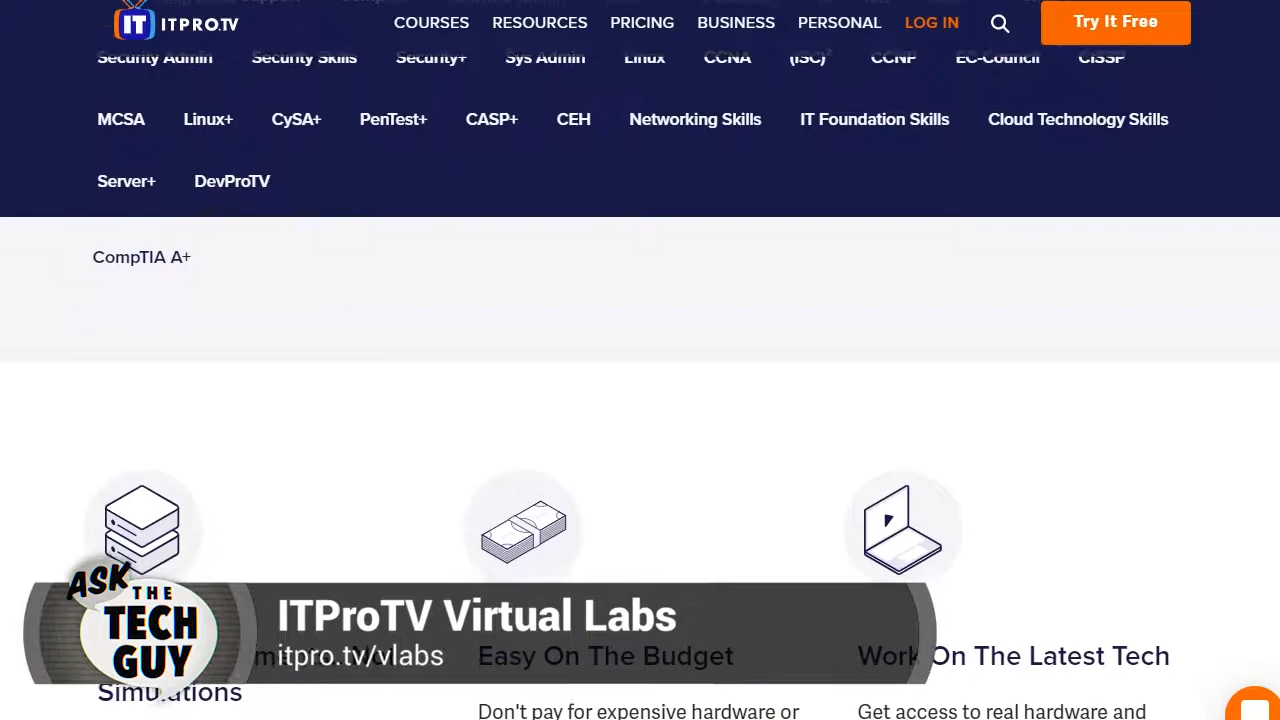 IT ITPRO.TV COURSES RESOURCES PRICING BUSINESS PERSONAL LOG IN Try It Free
Security Admin Security Skills Security+ Sys Admin Linux CCNA (ISC)² CCNP EC-Council CISSP
MCSA Linux+ CySA+ PenTest+ CASP+ CEH Networking Skills IT Foundation Skills Cloud Technology Skills
Server+ DevProTV
CompTIA A+
ASK
THE
TECH
GUY
ITProTV Virtual Labs
itpro.tv/vlabs
Simulations
Easy On The Budget
Work On The Latest Tech
Don't pay for expensive hardware or
Get access to real hardware and